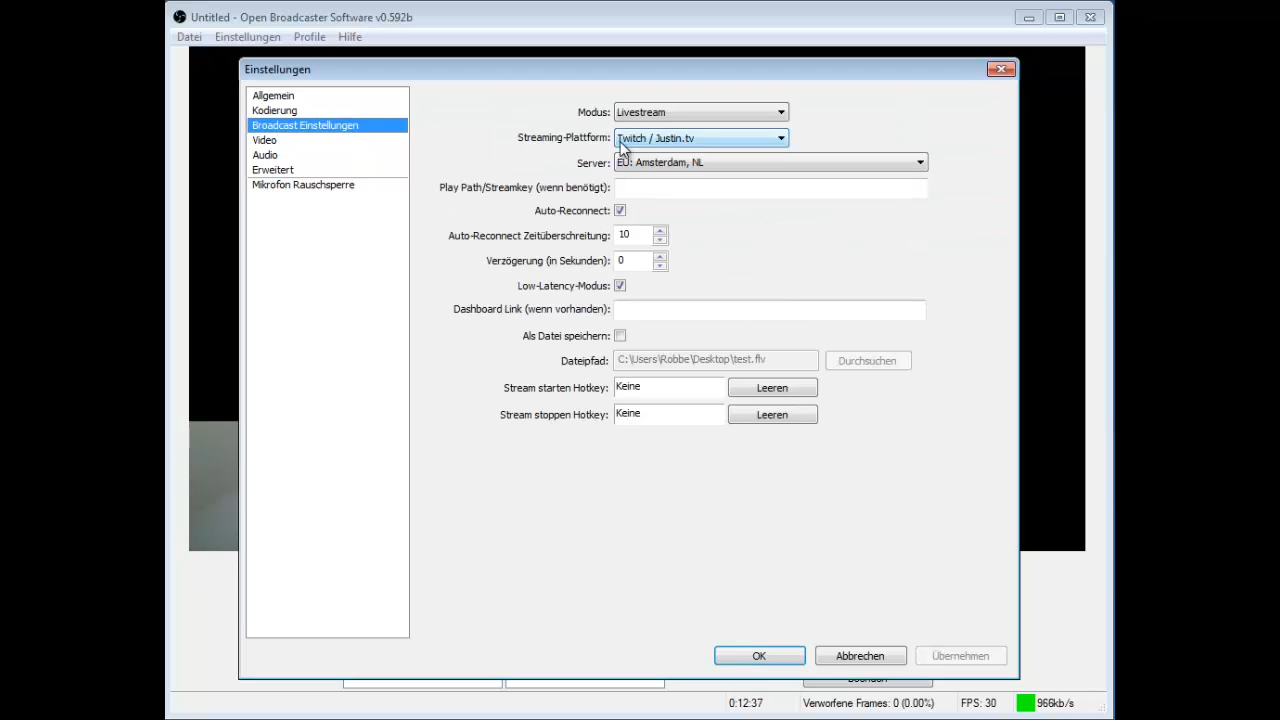 Untitled - Open Broadcaster Software v0.592b
Datei Einstellungen Profile Hilfe
Einstellungen
Allgemein
Kodierung
Broadcast Einstellungen
Video
Audio
Erweitert
Mikrofon Rauschsperre
Modus: Livestream
Streaming-Plattform: Twitch / Justin.tv
Server: EU: Amsterdam, NL
Play Path/Streamkey (wenn benötigt):
Auto-Reconnect:
Auto-Reconnect Zeitüberschreitung: 10
Verzögerung (in Sekunden): 0
Low-Latency-Modus:
Dashboard Link (wenn vorhanden):
Als Datei speichern:
Dateipfad: C:\Users\Robbe\Desktop\test.flv Durchsuchen
Stream starten Hotkey: Keine Leeren
Stream stoppen Hotkey: Keine Leeren
OK Abbrechen Übernehmen
0:12:37 Verworfene Frames: 0 (0.00%) FPS: 30 966kb/s